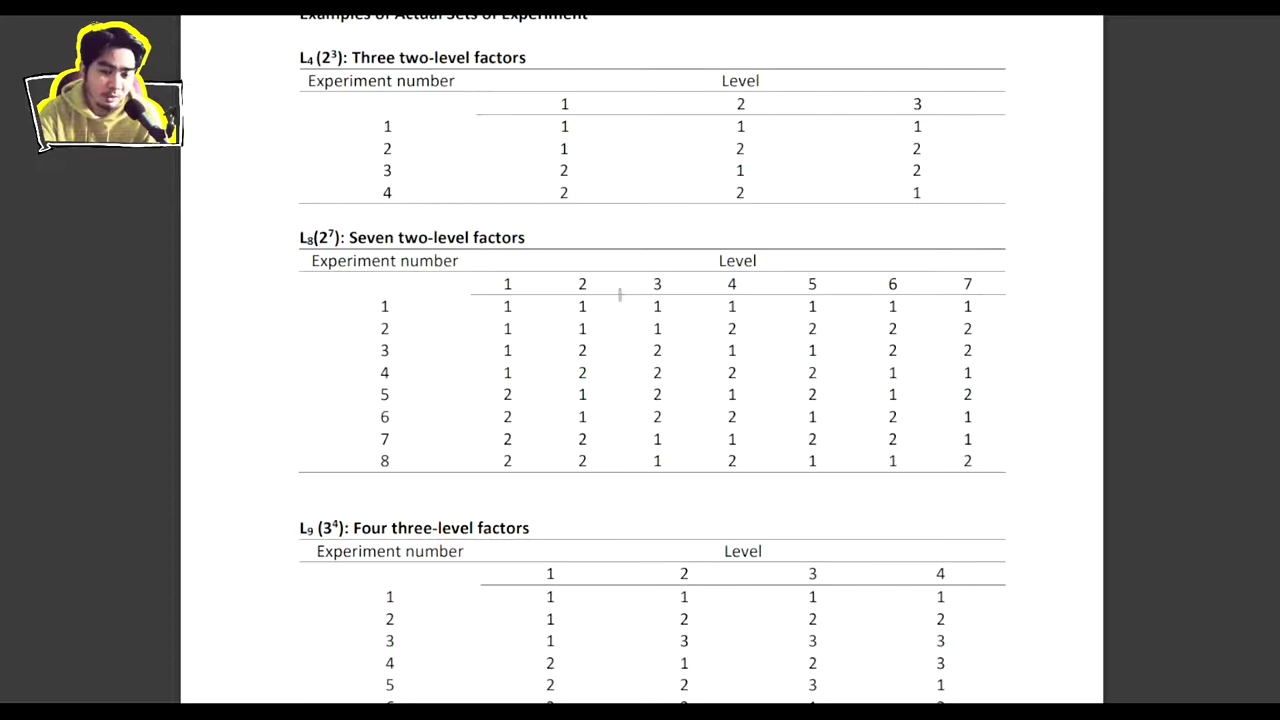 Examples of Actual Sets of Experiment
L4 (2³): Three two-level factors
Experiment number Level
1 2 3
1 1 1 1
2 1 2 2
3 2 1 2
4 2 2 1
L8(2⁷): Seven two-level factors
Experiment number Level
1 2 3 4 5 6 7
1 1 1 1 1 1 1 1
2 1 1 1 2 2 2 2
3 1 2 2 1 1 2 2
4 1 2 2 2 2 1 1
5 2 1 2 1 2 1 2
6 2 1 2 2 1 2 1
7 2 2 1 1 2 2 1
8 2 2 1 2 1 1 2
L9 (3⁴): Four three-level factors
Experiment number Level
1 2 3 4
1 1 1 1 1
2 1 2 2 2
3 1 3 3 3
4 2 1 2 3
5 2 2 3 1